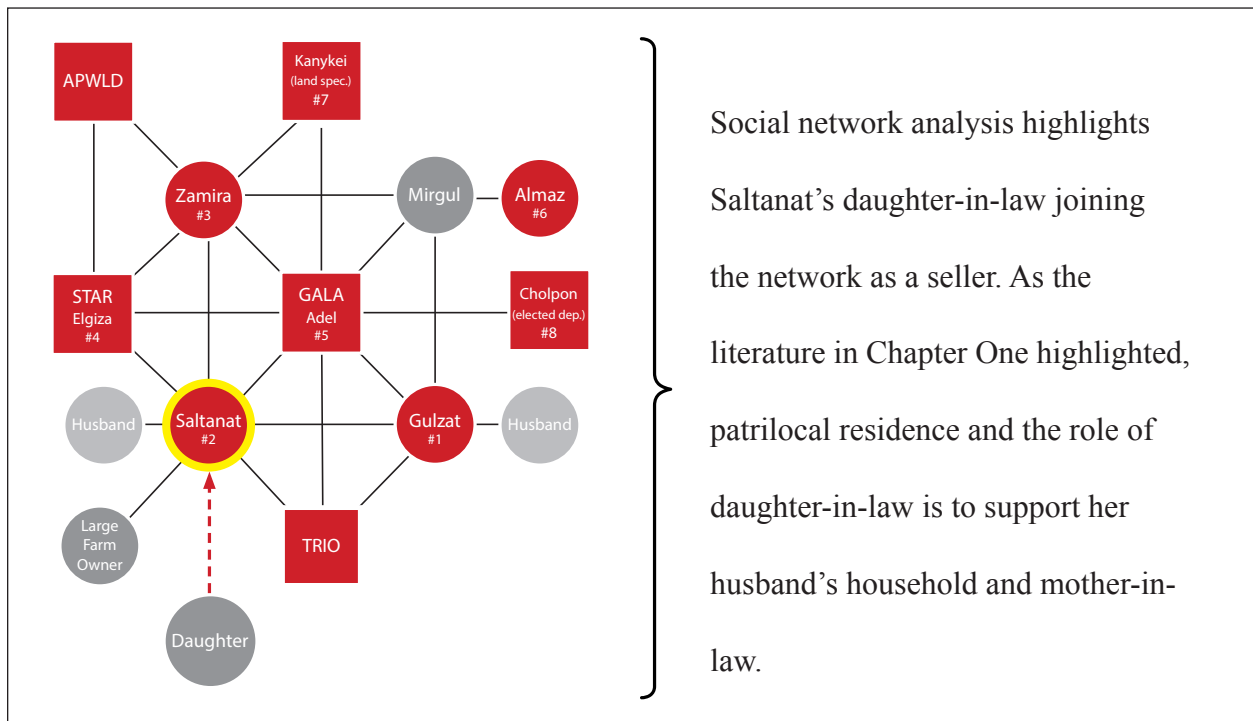 APWLD
Kanykei
(land spec.)
#7
Zamira
#3
Mirgul
Almaz
#6
STAR
Elgiza
#4
GALA
Adel
#5
Cholpon
(elected dep.)
#8
Husband
Saltanat
#2
Gulzat
#1
Husband
Large
Farm
Owner
TRIO
Daughter
Social network analysis highlights
Saltanat’s daughter-in-law joining
the network as a seller. As the
literature in Chapter One highlighted,
patrilocal residence and the role of
daughter-in-law is to support her
husband’s household and mother-in-
law.